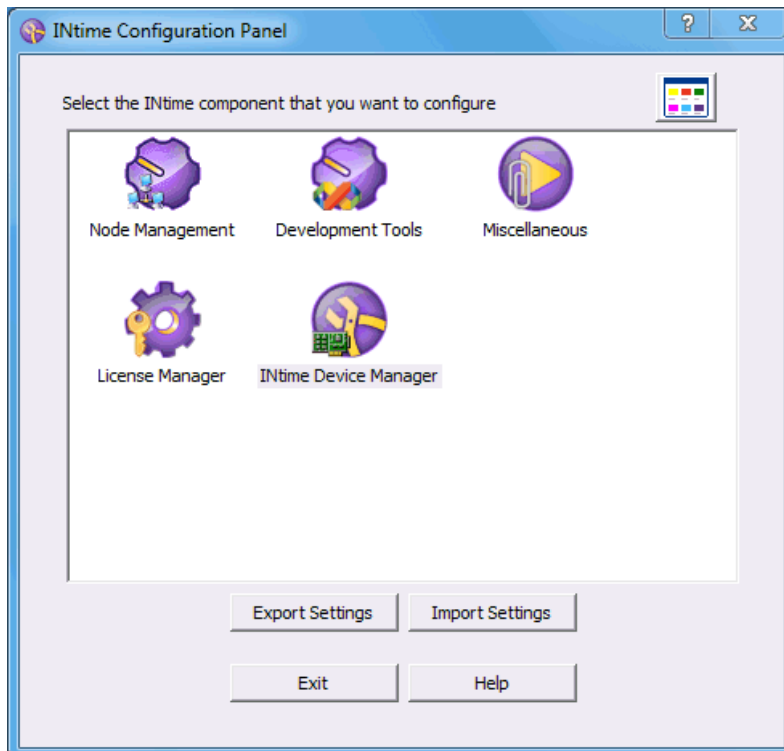 INtime Configuration Panel
?
X
Select the INtime component that you want to configure
Node Management
Development Tools
Miscellaneous
License Manager
INtime Device Manager
Export Settings
Import Settings
Exit
Help